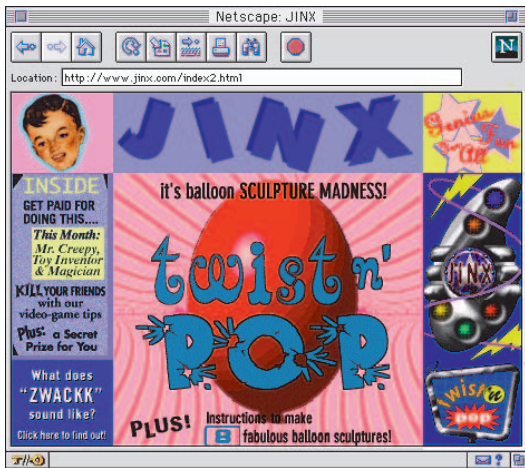 Netscape: JINX
N
Location: http://www.jinx.com/index2.html
JINX
Genius
Fun
For All
INSIDE
GET PAID FOR
DOING THIS....
This Month:
Mr. Creepy,
Toy Inventor
& Magician
KILL YOUR FRIENDS
with our
video-game tips
Plus: a Secret
Prize for You
What does
"ZWACKK"
sound like?
Click here to find out!
it's balloon SCULPTURE MADNESS!
twist n'
P.O.P.
PLUS! Instructions to make
8 fabulous balloon sculptures!
JINX
twist n
pop
?